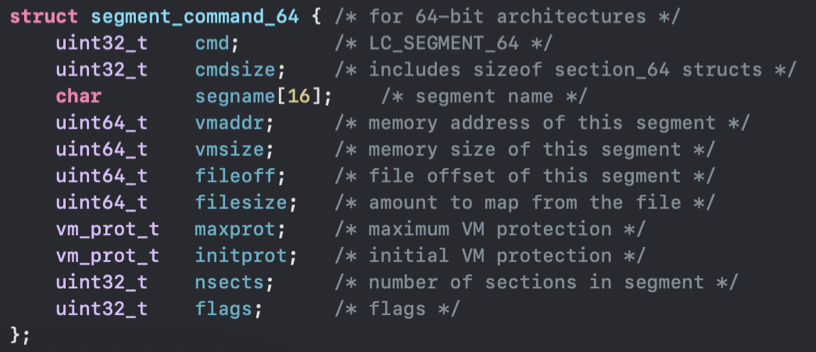 struct segment_command_64 { /* for 64-bit architectures */
    uint32_t    cmd;        /* LC_SEGMENT_64 */
    uint32_t    cmdsize;    /* includes sizeof section_64 structs */
    char        segname[16];    /* segment name */
    uint64_t    vmaddr;     /* memory address of this segment */
    uint64_t    vmsize;     /* memory size of this segment */
    uint64_t    fileoff;    /* file offset of this segment */
    uint64_t    filesize;   /* amount to map from the file */
    vm_prot_t   maxprot;    /* maximum VM protection */
    vm_prot_t   initprot;   /* initial VM protection */
    uint32_t    nsects;     /* number of sections in segment */
    uint32_t    flags;      /* flags */
};